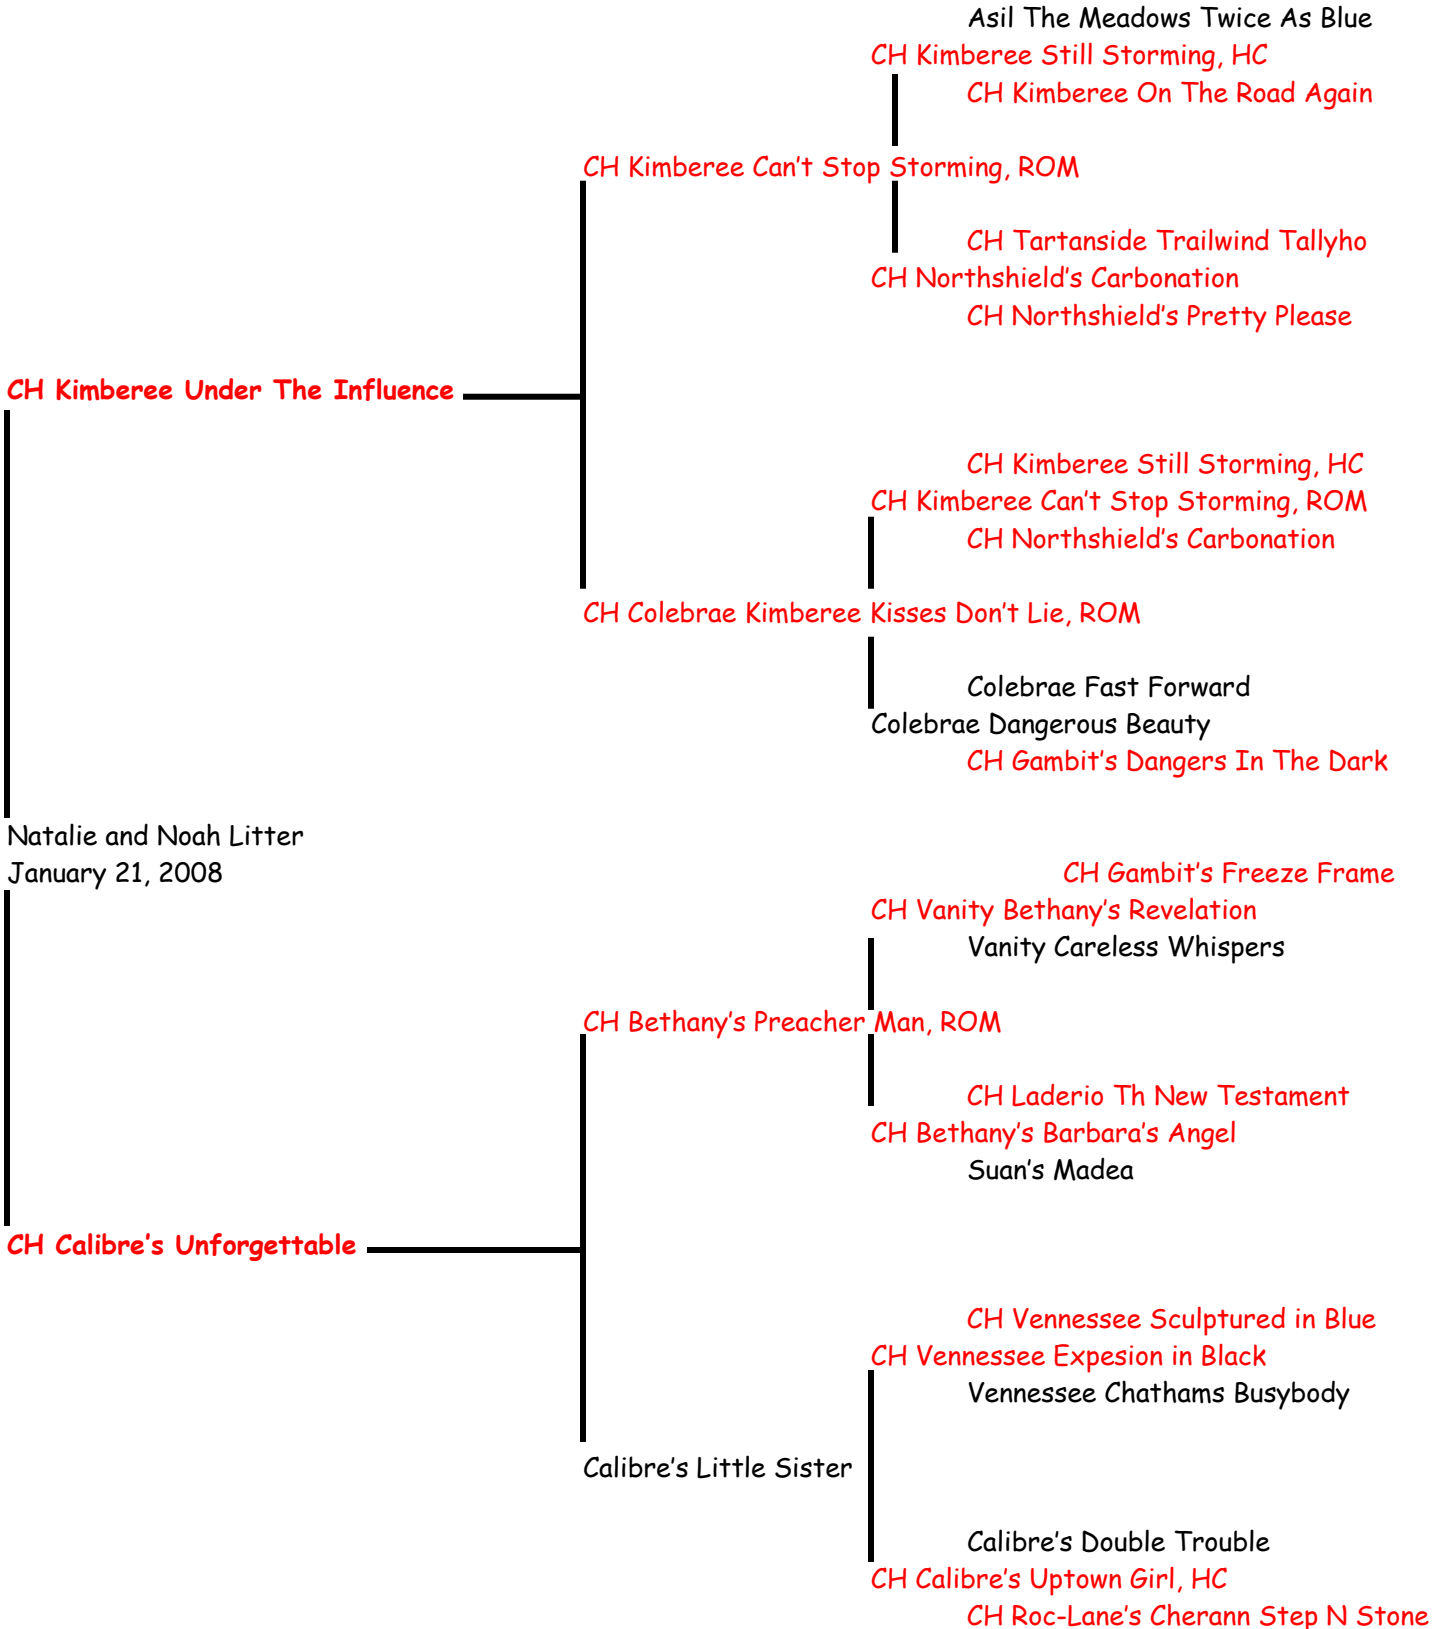 Asil The Meadows Twice As Blue
CH Kimberee Still Storming, HC
CH Kimberee On The Road Again
CH Kimberee Can't Stop Storming, ROM
CH Tartanside Trailwind Tallyho
CH Northshield's Carbonation
CH Northshield's Pretty Please
CH Kimberee Under The Influence
CH Kimberee Still Storming, HC
CH Kimberee Can't Stop Storming, ROM
CH Northshield's Carbonation
CH Colebrae Kimberee Kisses Don't Lie, ROM
Colebrae Fast Forward
Colebrae Dangerous Beauty
CH Gambit's Dangers In The Dark
Natalie and Noah Litter
January 21, 2008
CH Gambit's Freeze Frame
CH Vanity Bethany's Revelation
Vanity Careless Whispers
CH Bethany's Preacher Man, ROM
CH Laderio Th New Testament
CH Bethany's Barbara's Angel
Suan's Madea
CH Calibre's Unforgettable
CH Vennessee Sculptured in Blue
CH Vennessee Expesion in Black
Vennessee Chathams Busybody
Calibre's Little Sister
Calibre's Double Trouble
CH Calibre's Uptown Girl, HC
CH Roc-Lane's Cherann Step N Stone